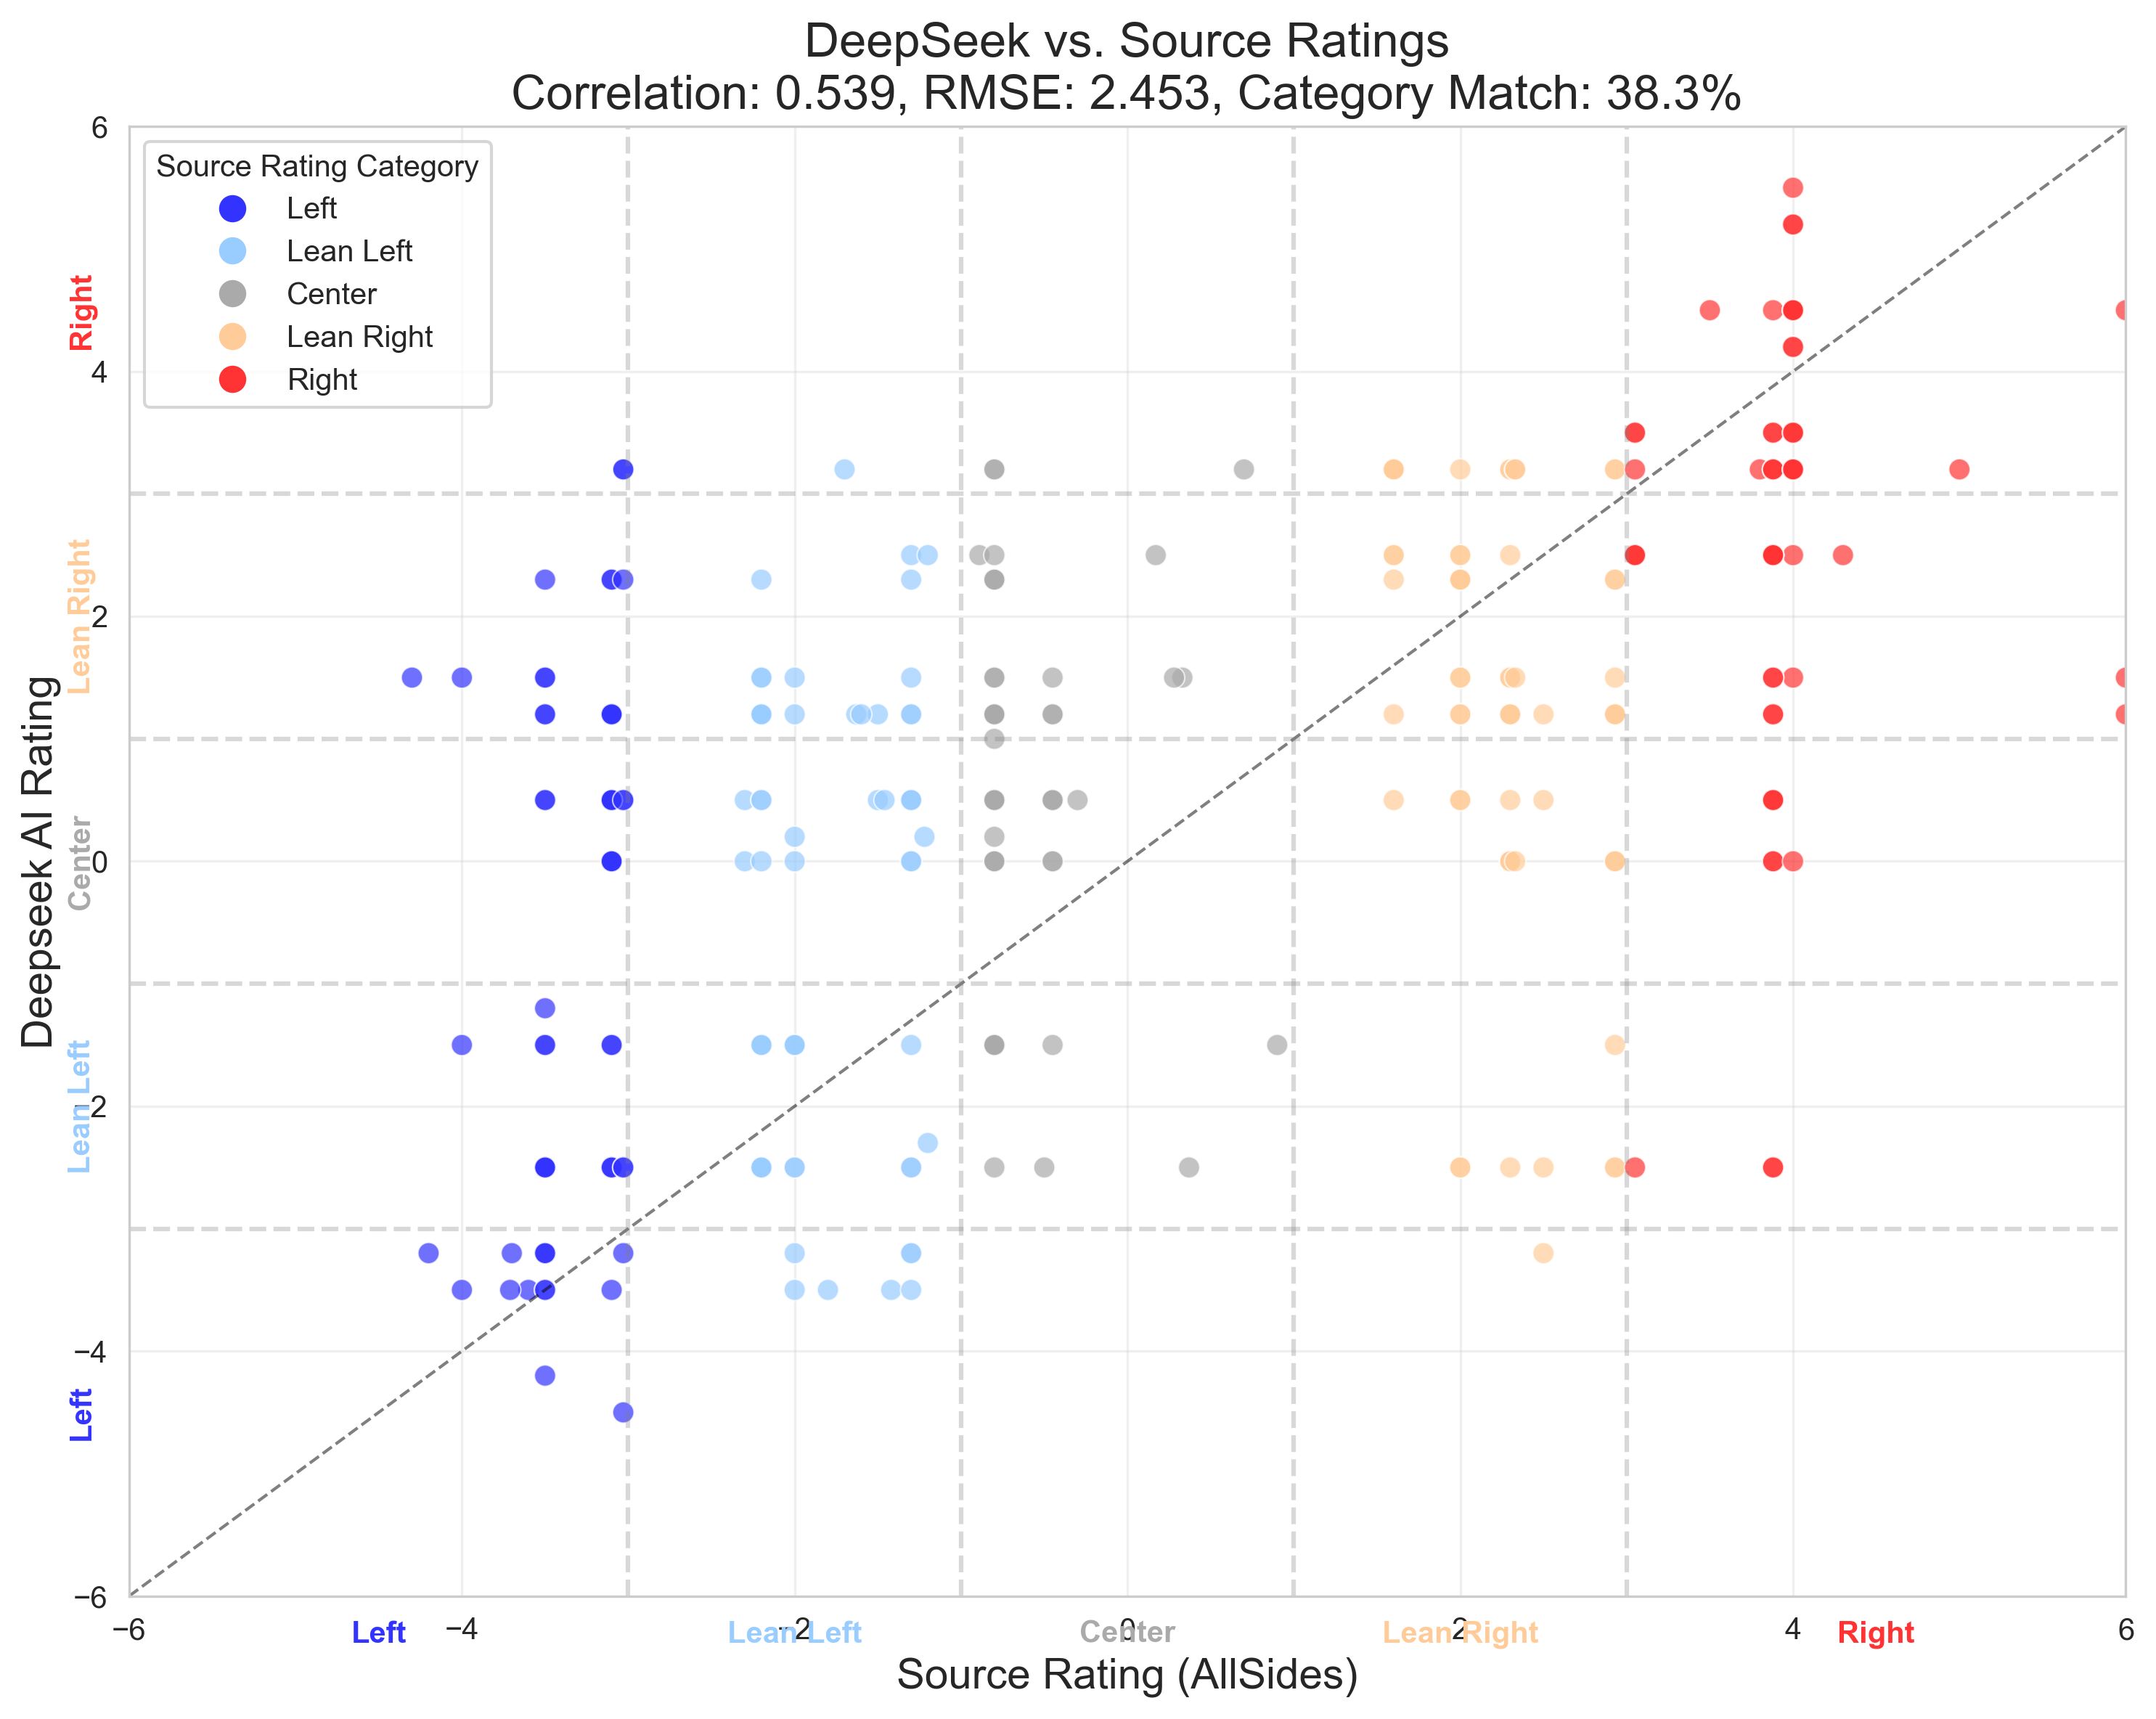 DeepSeek vs. Source Ratings
Correlation: 0.539, RMSE: 2.453, Category Match: 38.3%
Source Rating Category
Left
Lean Left
Center
Lean Right
Right
Deepseek AI Rating
6
4
2
0
−2
−4
−6
Right
Lean Right
Center
Lean Left
Left
−6
−4
−2
0
2
4
6
Left
Lean Left
Center
Lean Right
Right
Source Rating (AllSides)